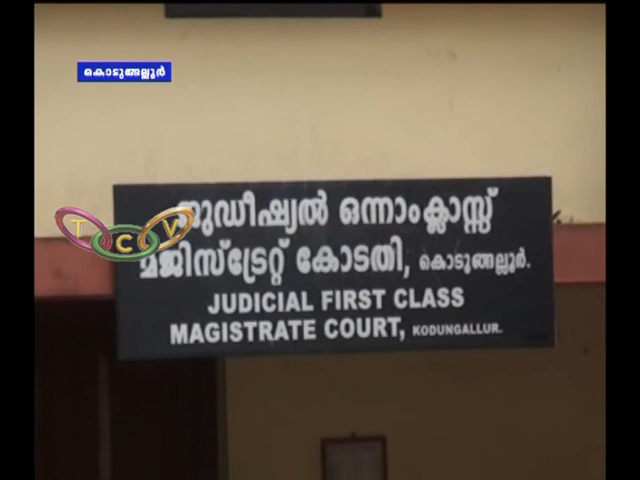 കൊടുങ്ങല്ലൂർ
ജുഡീഷ്യൽ ഒന്നാംക്ലാസ്സ്
TCV
മജിസ്ട്രേറ്റ് കോടതി, കൊടുങ്ങല്ലൂർ.
JUDICIAL FIRST CLASS
MAGISTRATE COURT, KODUNGALLUR.